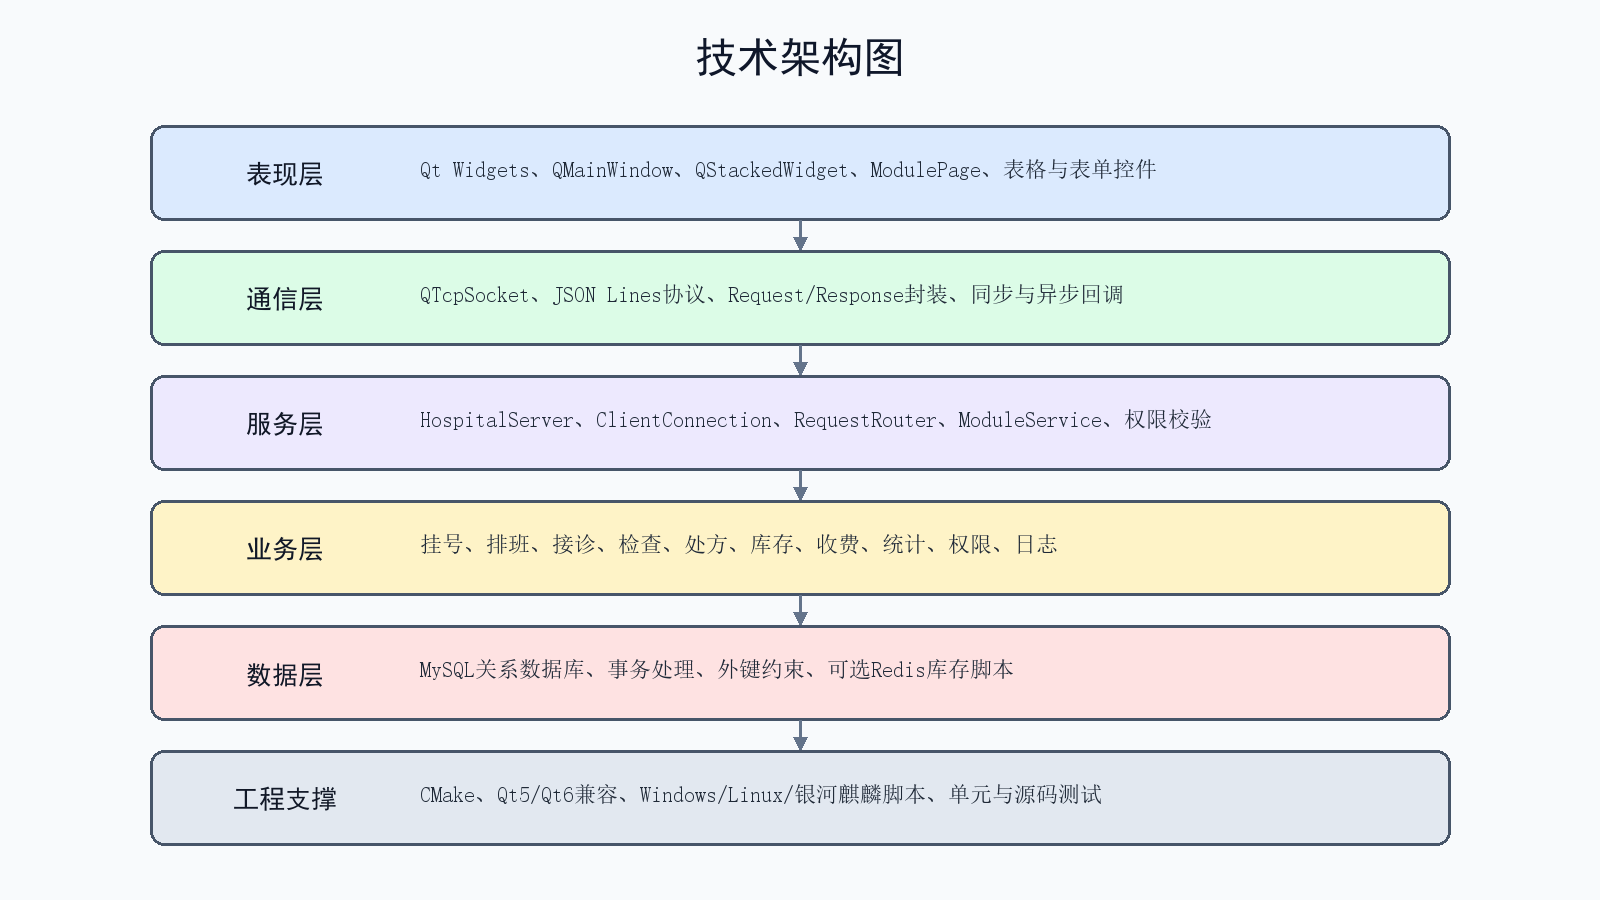 技术架构图
表现层
Qt Widgets、QMainWindow、QStackedWidget、ModulePage、表格与表单控件
通信层
QTcpSocket、JSON Lines协议、Request/Response封装、同步与异步回调
服务层
HospitalServer、ClientConnection、RequestRouter、ModuleService、权限校验
业务层
挂号、排班、接诊、检查、处方、库存、收费、统计、权限、日志
数据层
MySQL关系数据库、事务处理、外键约束、可选Redis库存脚本
工程支撑
CMake、Qt5/Qt6兼容、Windows/Linux/银河麒麟脚本、单元与源码测试